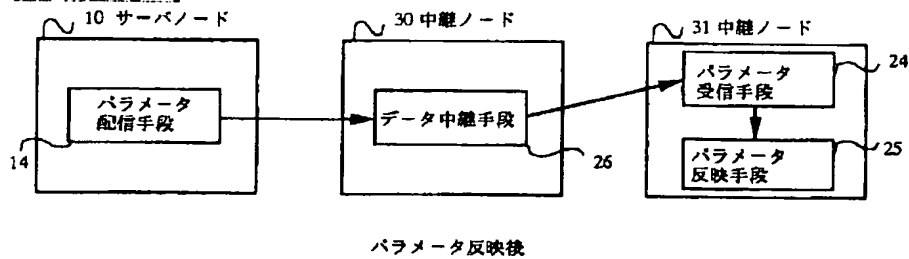 10 サーバノード
30 中継ノード
31 中継ノード
パラメータ
配信手段
14
データ中継手段
26
パラメータ
受信手段
24
パラメータ
反映手段
25
パラメータ反映後